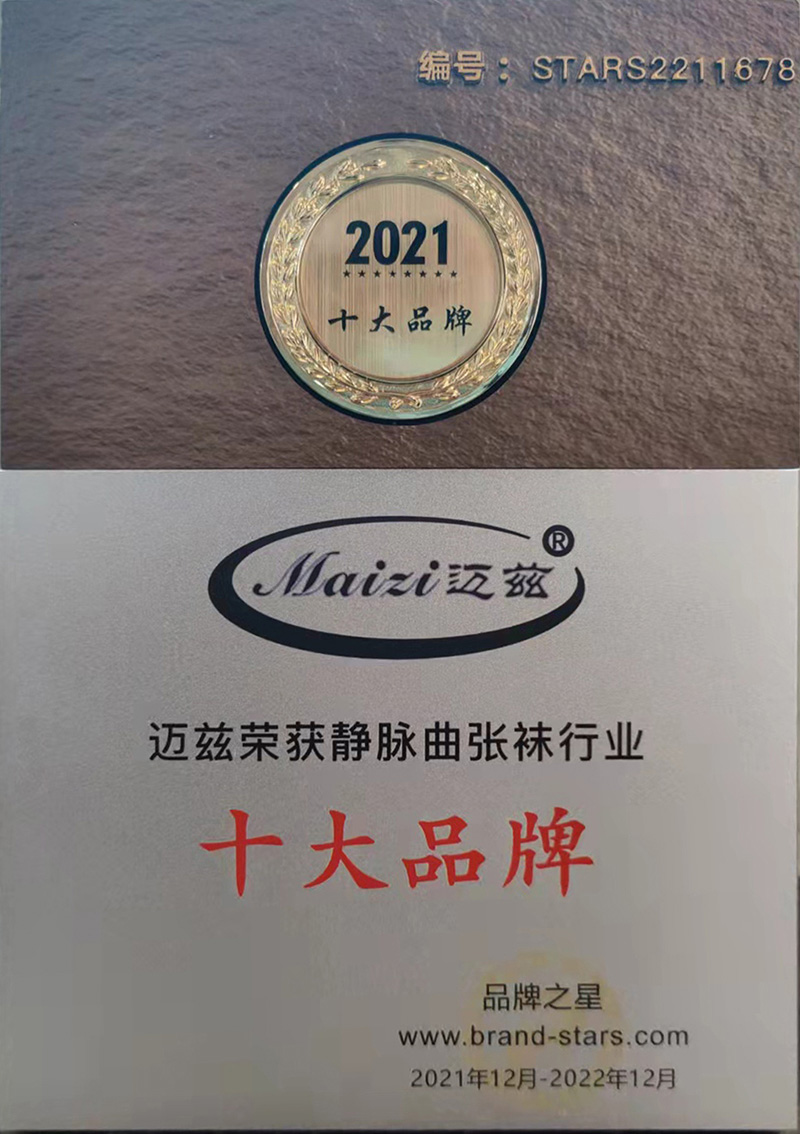 编号：STARS2211678
2021
★★★★★★★★
十大品牌
Maizi迈兹®
迈兹荣获静脉曲张袜行业
十大品牌
品牌之星
www.brand-stars.com
2021年12月-2022年12月